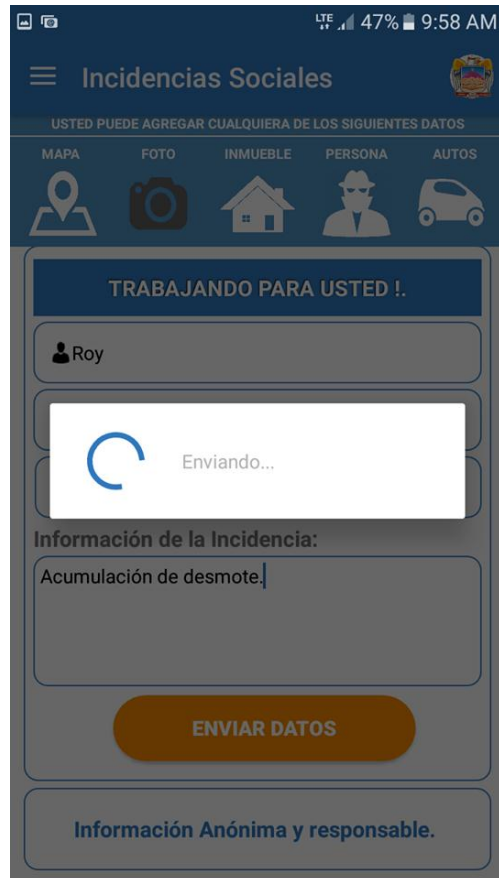 LTE 47% 9:58 AM
Incidencias Sociales
USTED PUEDE AGREGAR CUALQUIERA DE LOS SIGUIENTES DATOS
MAPA FOTO INMUEBLE PERSONA AUTOS
TRABAJANDO PARA USTED !.
Roy
Enviando...
Información de la Incidencia:
Acumulación de desmote.
ENVIAR DATOS
Información Anónima y responsable.